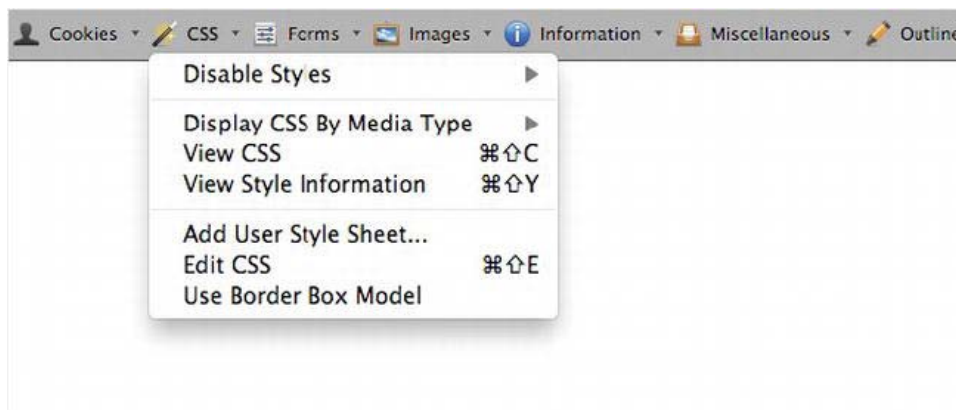 Cookies CSS Forms Images Information Miscellaneous Outline
Disable Styles
Display CSS By Media Type
View CSS ⌘⇧C
View Style Information ⌘⇧Y
Add User Style Sheet...
Edit CSS ⌘⇧E
Use Border Box Model